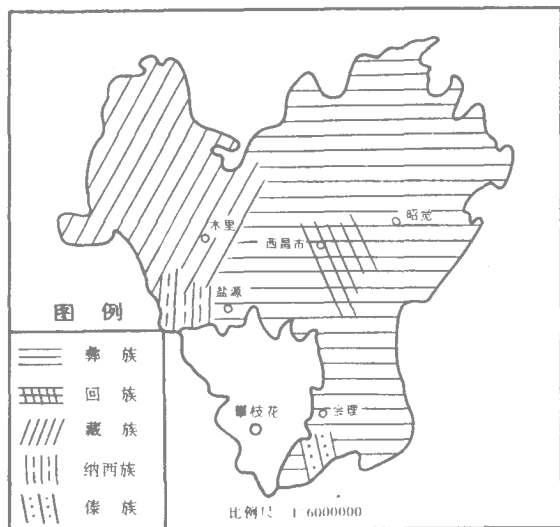 木里
昭觉
西昌市
盐源
图例
彝族
回族
藏族
纳西族
傣族
攀枝花
会理
比例尺 1:6000000